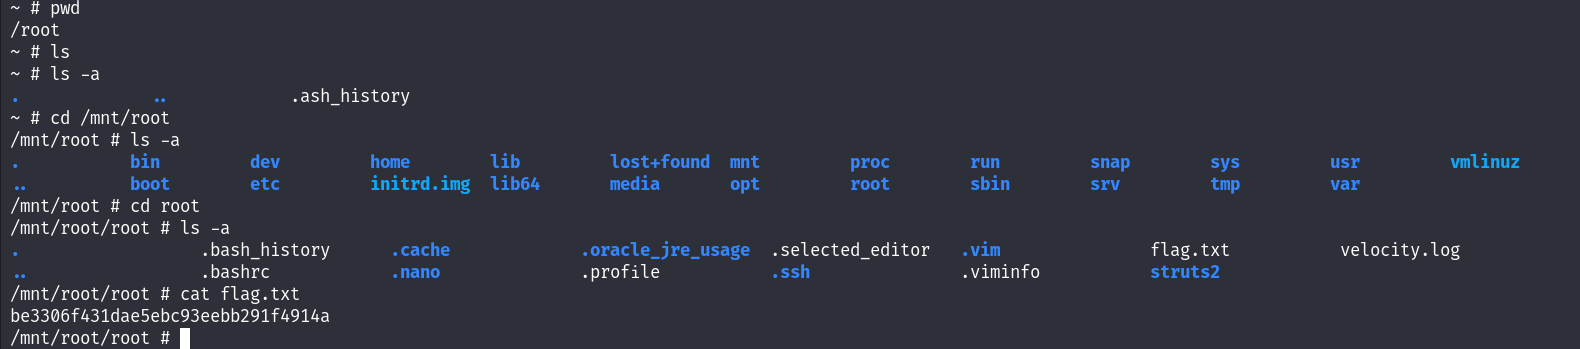 ~ # pwd
/root
~ # ls
~ # ls -a
. .. .ash_history
~ # cd /mnt/root
/mnt/root # ls -a
. bin dev home lib lost+found mnt proc run snap sys usr vmlinuz
.. boot etc initrd.img lib64 media opt root sbin srv tmp var
/mnt/root # cd root
/mnt/root/root # ls -a
. .bash_history .cache .oracle_jre_usage .selected_editor .vim flag.txt velocity.log
.. .bashrc .nano .profile .ssh .viminfo struts2
/mnt/root/root # cat flag.txt
be3306f431dae5ebc93eebb291f4914a
/mnt/root/root #